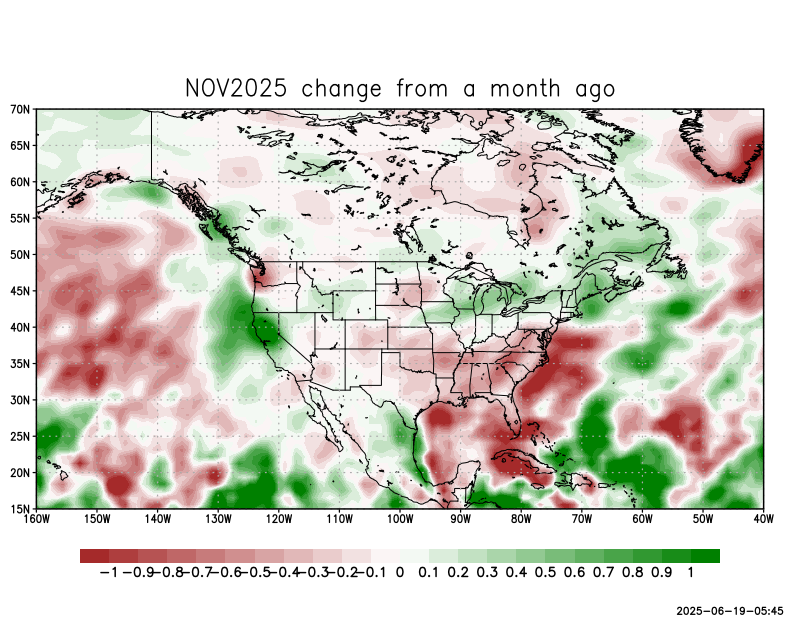 NOV2025 change from a month ago
70N
65N
60N
55N
50N
45N
40N
35N
30N
25N
20N
15N
160W 150W 140W 130W 120W 110W 100W 90W 80W 70W 60W 50W 40W
-1 -0.9 -0.8 -0.7 -0.6 -0.5 -0.4 -0.3 -0.2 -0.1 0 0.1 0.2 0.3 0.4 0.5 0.6 0.7 0.8 0.9 1
2025-06-19-05:45